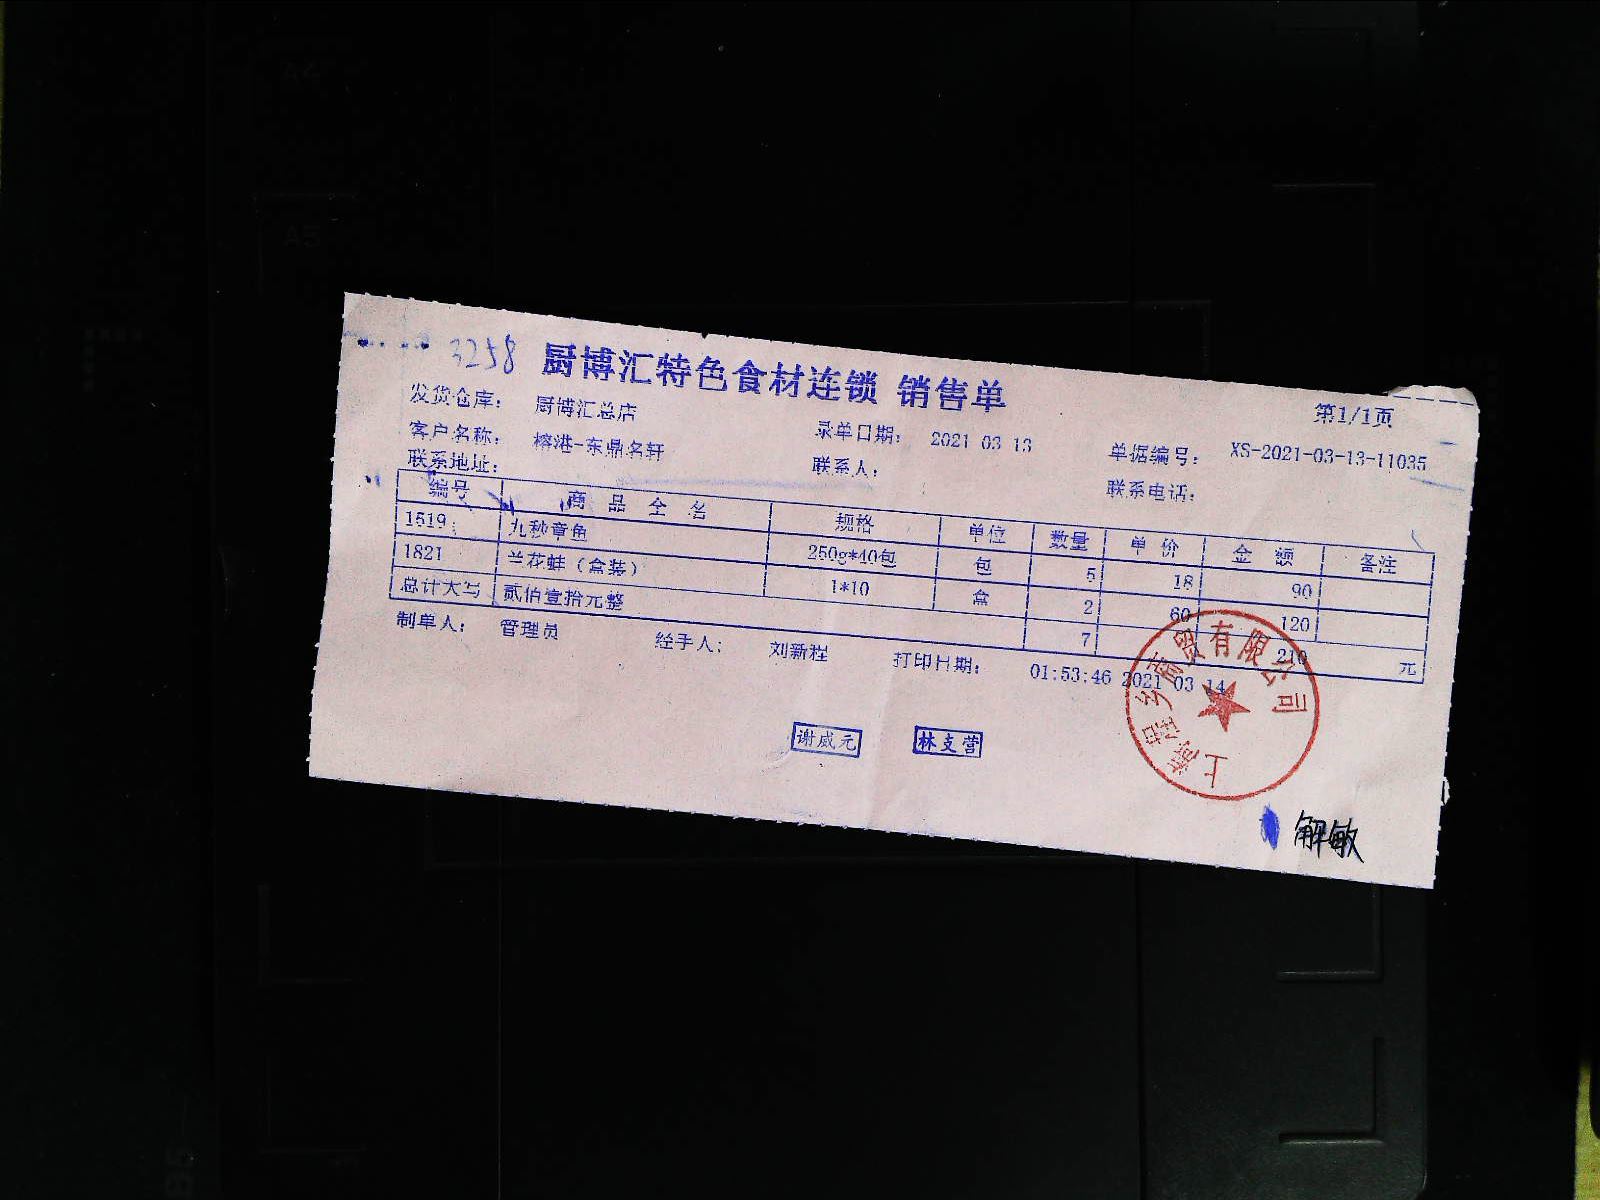 3258
厨博汇特色食材连锁 销售单
第1/1页
发货仓库： 厨博汇总店
录单日期： 2021 03 13
单据编号： XS-2021-03-13-11035
客户名称： 榕港-东鼎名轩
联系人：
联系电话：
联系地址：
编号 商 品 全 名 规格 单位 数量 单 价 金 额 备注
1519 九秒章鱼 250g*40包 包 5 18 90
1821 兰花蚌（盒装） 1*10 盒 2 60 120
总计大写 贰佰壹拾元整 7 210 元
制单人： 管理员 经手人： 刘新程 打印日期： 01:53:46 2021 03 14
谢威元 林支营
乡商贸有限公司
解敏
A5